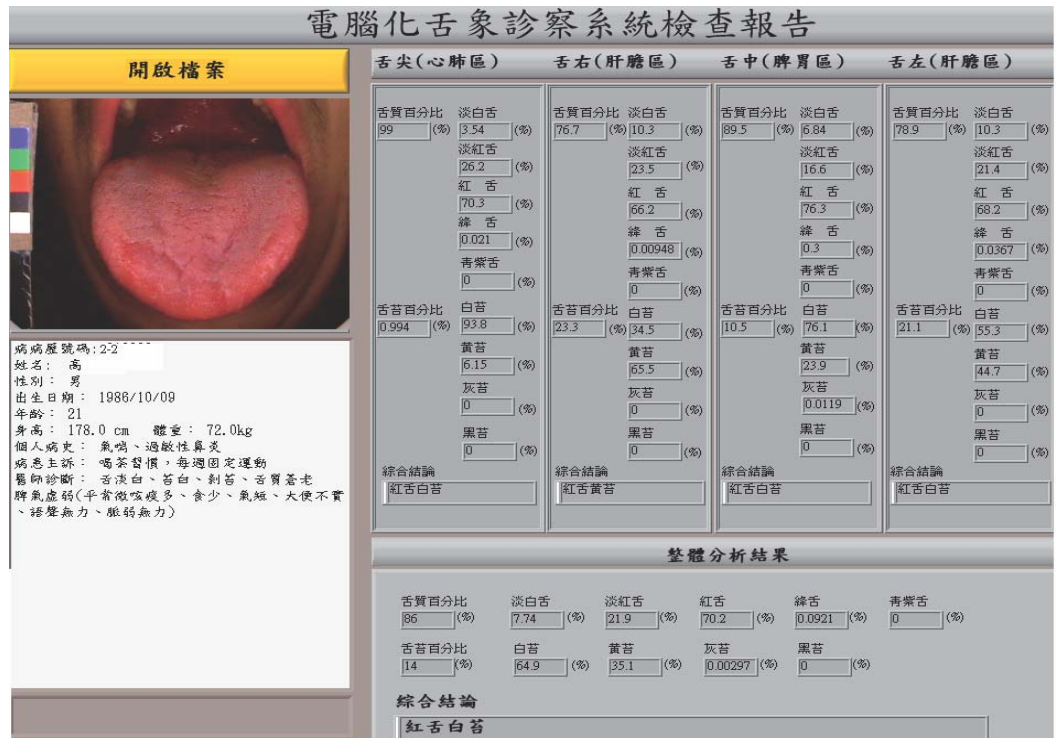 電腦化舌象診察系統檢查報告
開啟檔案
病病歷號碼:2-2
姓名: 高
性別: 男
出生日期: 1986/10/09
年齡: 21
身高: 178.0 cm 體重: 72.0kg
個人病史: 氣喘、過敏性鼻炎
病患主訴: 喝茶習慣,每週固定運動
醫師診斷: 舌淡白、苔白、剝苔、舌質蒼老
脾氣虛弱(平常微咳痰多、食少、氣短、大便不實
、語聲無力、脈弱無力)
舌尖(心肺區)
舌質百分比 淡白舌
99 (%) 3.54 (%)
淡紅舌
26.2 (%)
紅 舌
70.3 (%)
絳 舌
0.021 (%)
青紫舌
0 (%)
舌苔百分比 白苔
0.994 (%) 93.8 (%)
黃苔
6.15 (%)
灰苔
0 (%)
黑苔
0 (%)
綜合結論
紅舌白苔
舌右(肝膽區)
舌質百分比 淡白舌
76.7 (%) 10.3 (%)
淡紅舌
23.5 (%)
紅 舌
66.2 (%)
絳 舌
0.00948 (%)
青紫舌
0 (%)
舌苔百分比 白苔
23.3 (%) 34.5 (%)
黃苔
65.5 (%)
灰苔
0 (%)
黑苔
0 (%)
綜合結論
紅舌黃苔
舌中(脾胃區)
舌質百分比 淡白舌
89.5 (%) 6.84 (%)
淡紅舌
16.6 (%)
紅 舌
76.3 (%)
絳 舌
0.3 (%)
青紫舌
0 (%)
舌苔百分比 白苔
10.5 (%) 76.1 (%)
黃苔
23.9 (%)
灰苔
0.0119 (%)
黑苔
0 (%)
綜合結論
紅舌白苔
舌左(肝膽區)
舌質百分比 淡白舌
78.9 (%) 10.3 (%)
淡紅舌
21.4 (%)
紅 舌
68.2 (%)
絳 舌
0.0367 (%)
青紫舌
0 (%)
舌苔百分比 白苔
21.1 (%) 55.3 (%)
黃苔
44.7 (%)
灰苔
0 (%)
黑苔
0 (%)
綜合結論
紅舌白苔
整體分析結果
舌質百分比 淡白舌 淡紅舌 紅舌 絳舌 青紫舌
86 (%) 7.74 (%) 21.9 (%) 70.2 (%) 0.0921 (%) 0 (%)
舌苔百分比 白苔 黃苔 灰苔 黑苔
14 (%) 64.9 (%) 35.1 (%) 0.00297 (%) 0 (%)
綜合結論
紅舌白苔